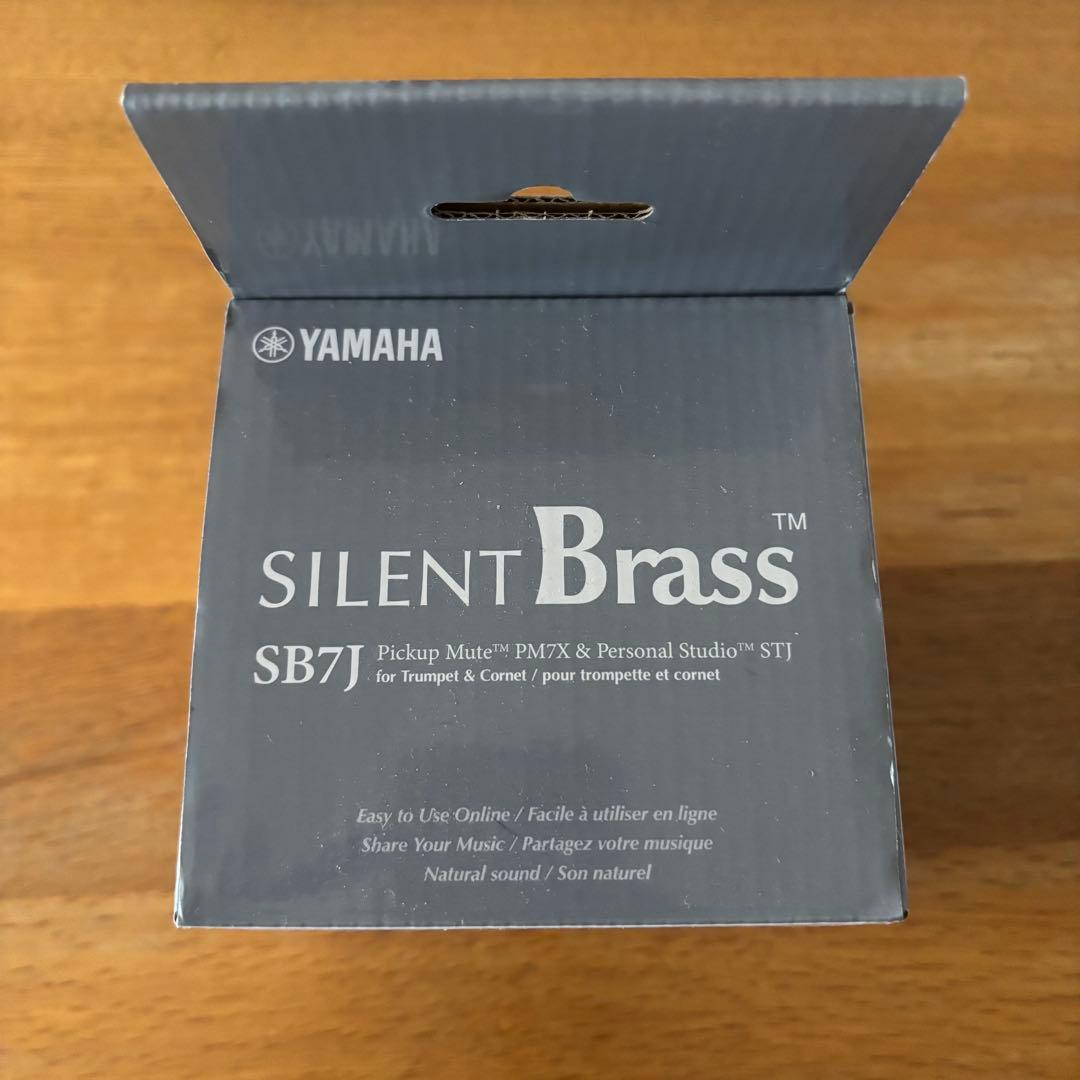 YAMAHA
YAMAHA
SILENT Brass™
SB7J Pickup Mute™ PM7X & Personal Studio™ STJ
for Trumpet & Cornet / pour trompette et cornet
Easy to Use Online / Facile à utiliser en ligne
Share Your Music / Partagez votre musique
Natural sound / Son naturel